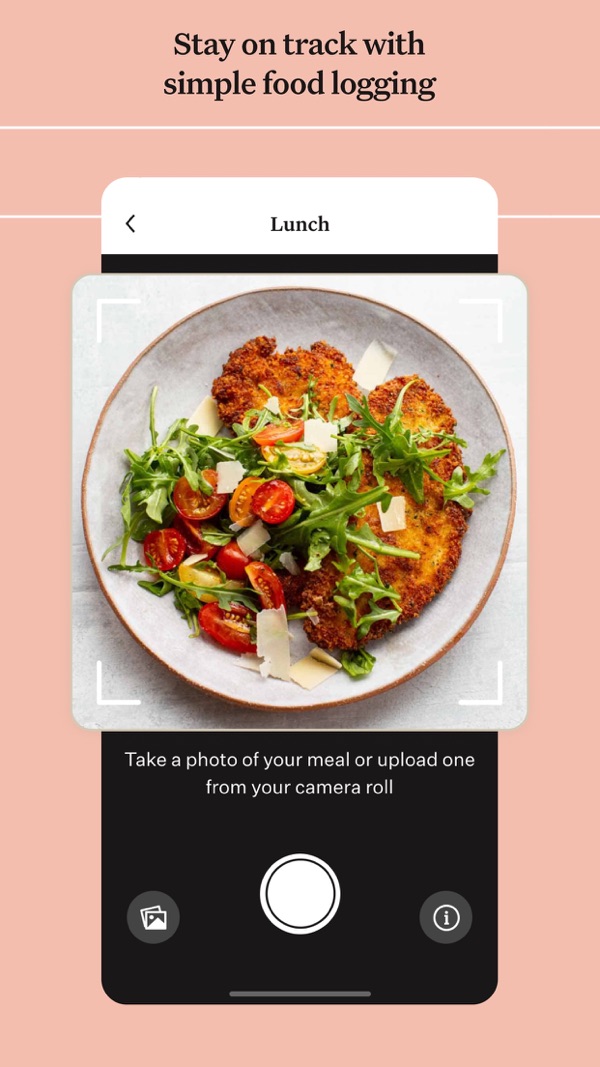 Stay on track with
simple food logging
Lunch
Take a photo of your meal or upload one
from your camera roll